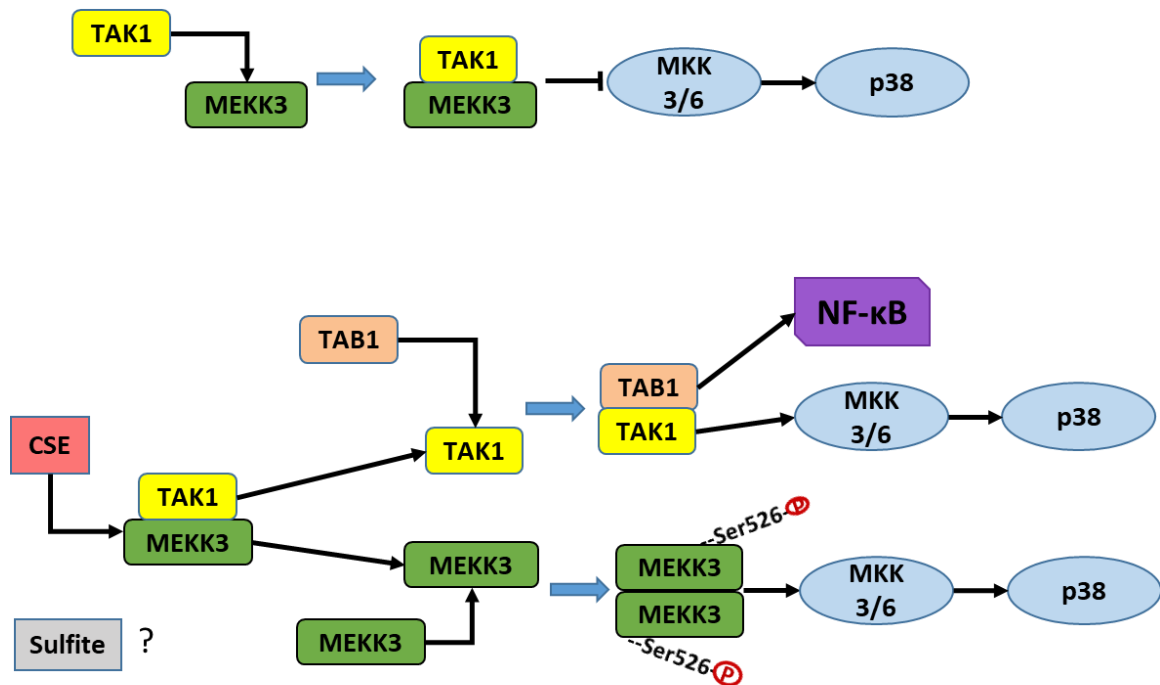 TAK1
MEKK3
TAK1
MEKK3
MKK
3/6
p38
NF-κB
TAB1
TAB1
TAK1
MKK
3/6
p38
CSE
TAK1
TAK1
MEKK3
--Ser526-P
MEKK3
MEKK3
MKK
3/6
p38
MEKK3
MEKK3
--Ser526-P
Sulfite ?